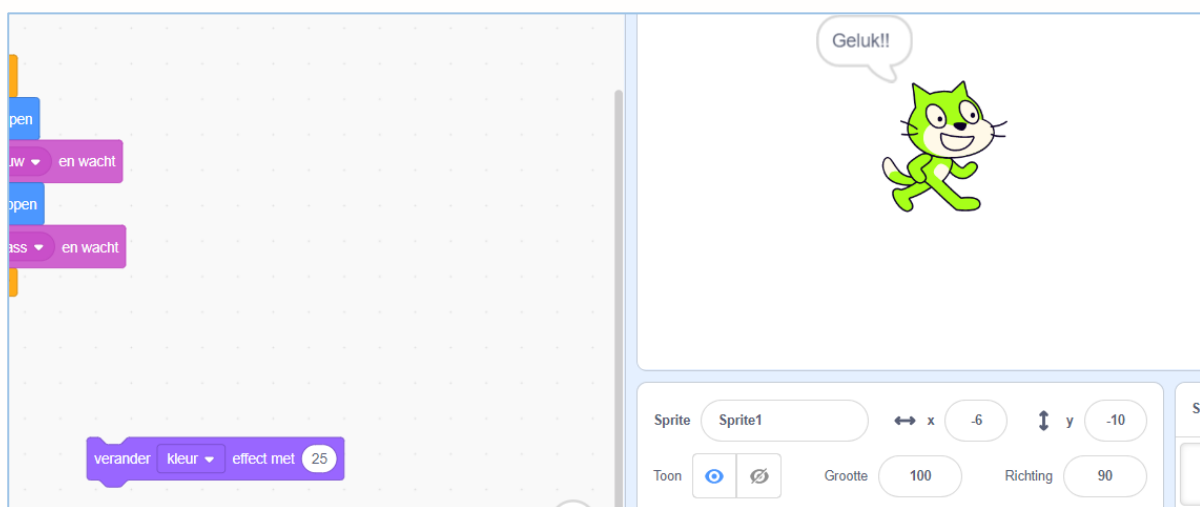 pen
uw en wacht
ppen
ass en wacht
verander kleur effect met 25
Geluk!!
Sprite Sprite1 x -6 y -10
Toon Grootte 100 Richting 90
S